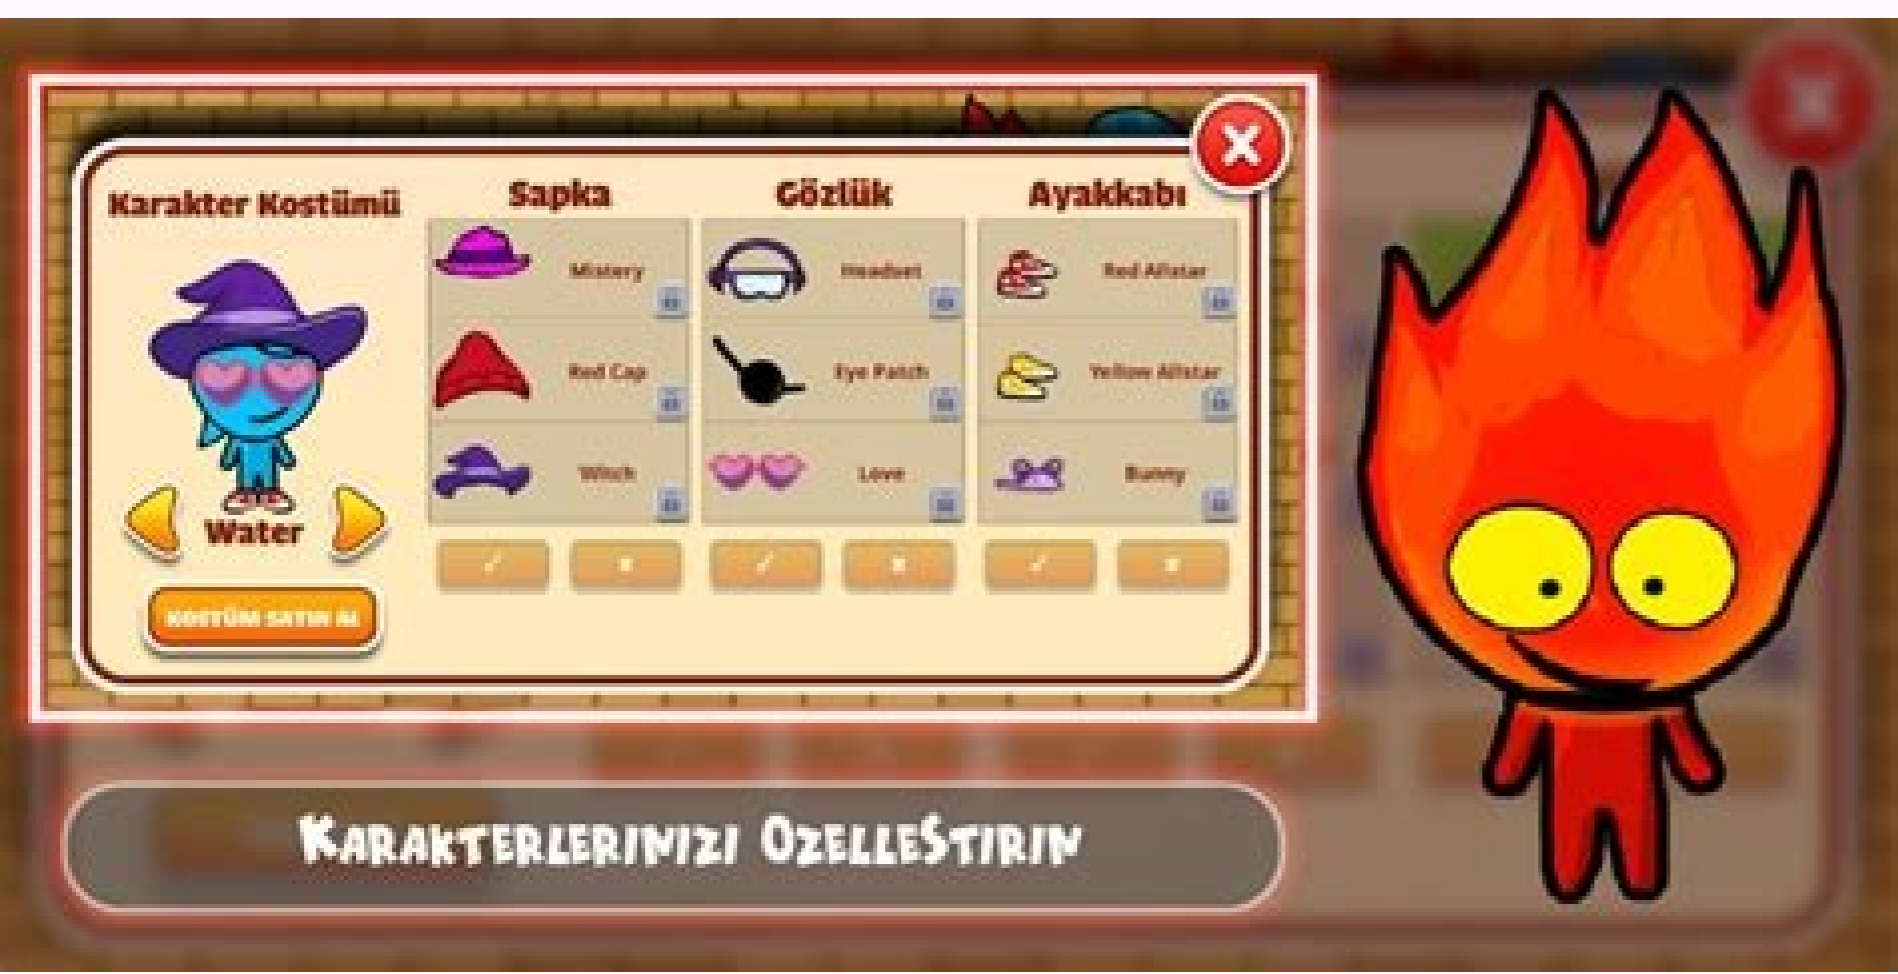 Karakter Kostümü
Sapka
Gözlük
Ayakkabı
Mistery
Headset
Red Allstar
Red Cap
Eye Patch
Yellow Allstar
Witch
Love
Bunny
Water
KOSTÜM SATIN AL
KARAKTERLERINIZI OZELLEŞTIRIN